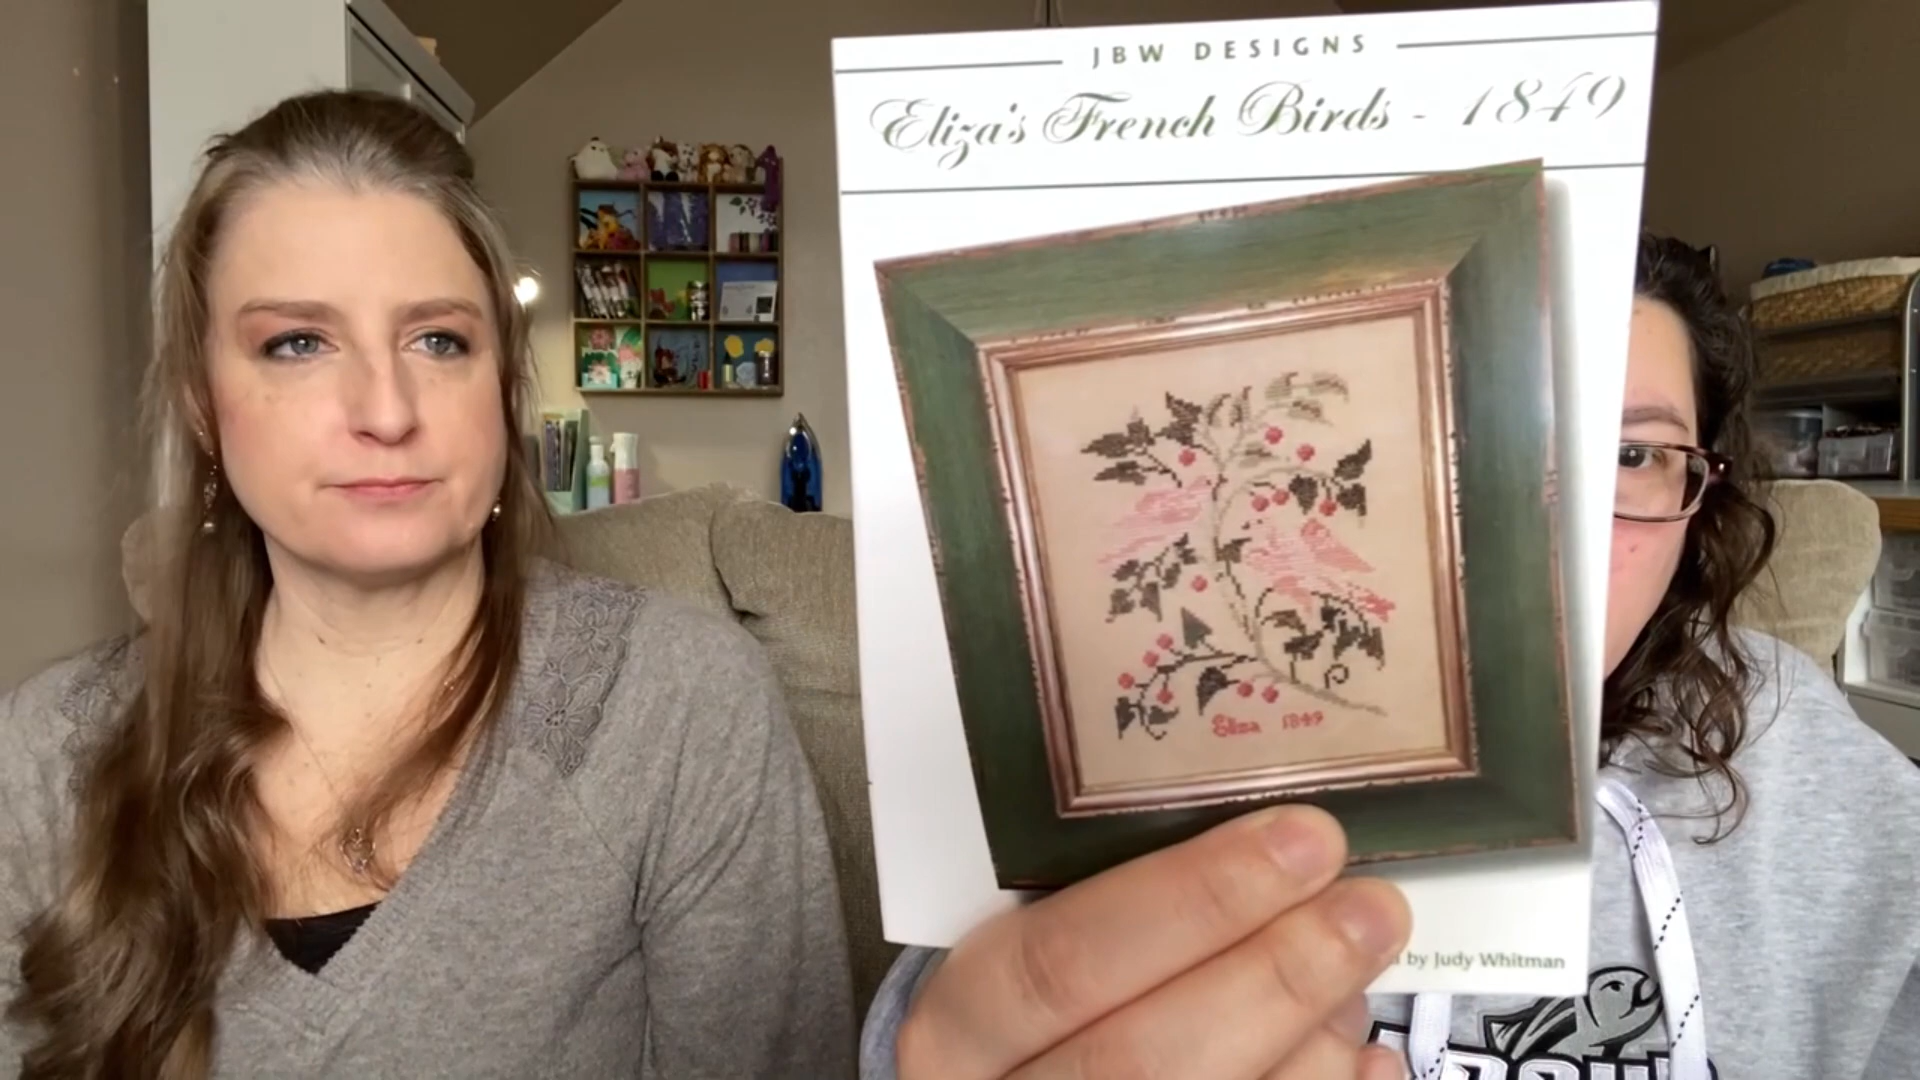 JBW DESIGNS
Eliza's French Birds - 1849
Eliza 1849
by Judy Whitman